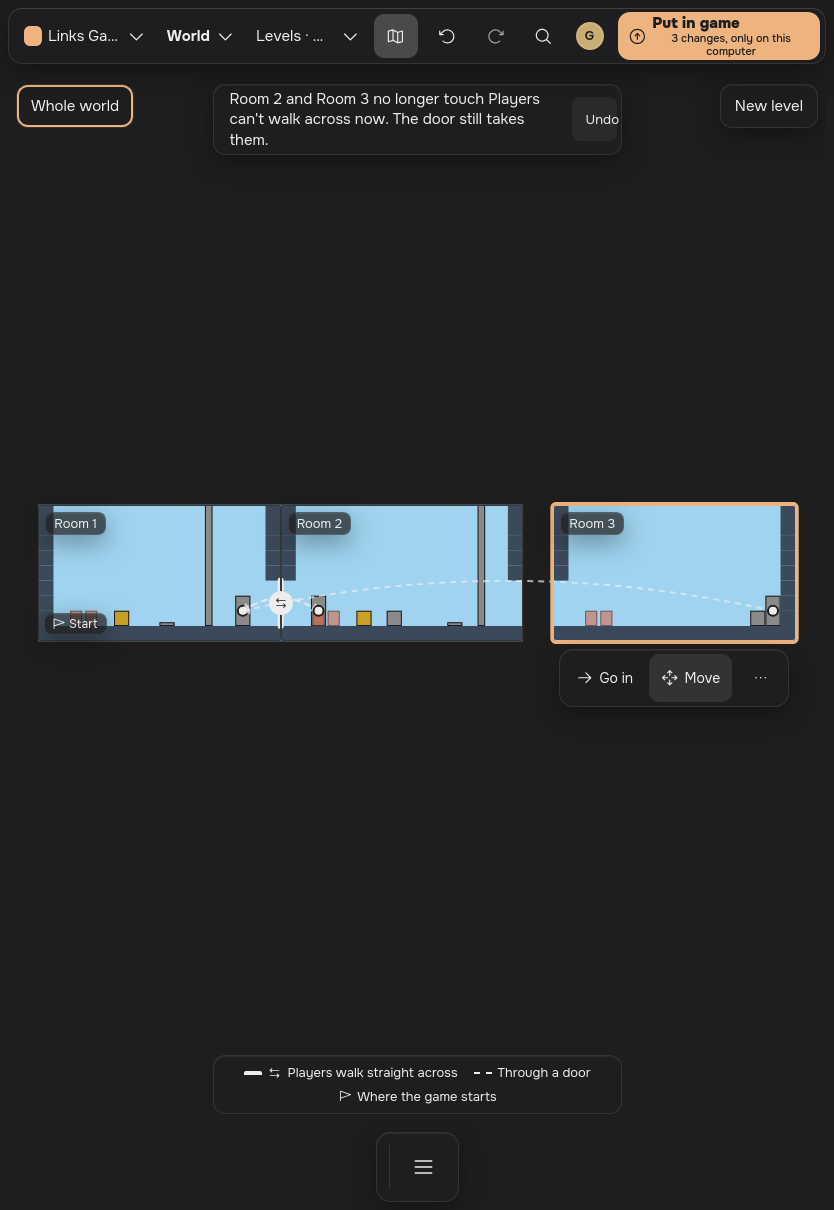 Links Ga...
World
Levels · ...
G
Put in game
3 changes, only on this
computer
Whole world
Room 2 and Room 3 no longer touch Players
can't walk across now. The door still takes
them.
Undo
New level
Room 1
Room 2
Room 3
Start
Go in
Move
...
Players walk straight across
Through a door
Where the game starts